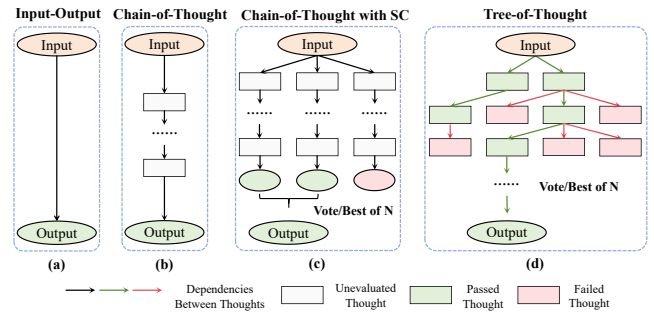 Input-Output
Chain-of-Thought
Chain-of-Thought with SC
Tree-of-Thought
Input
Input
Input
Input
......
......
......
......
......
Vote/Best of N
Vote/Best of N
Output
Output
Output
Output
(a)
(b)
(c)
(d)
Dependencies
Between Thoughts
Unevaluated
Thought
Passed
Thought
Failed
Thought